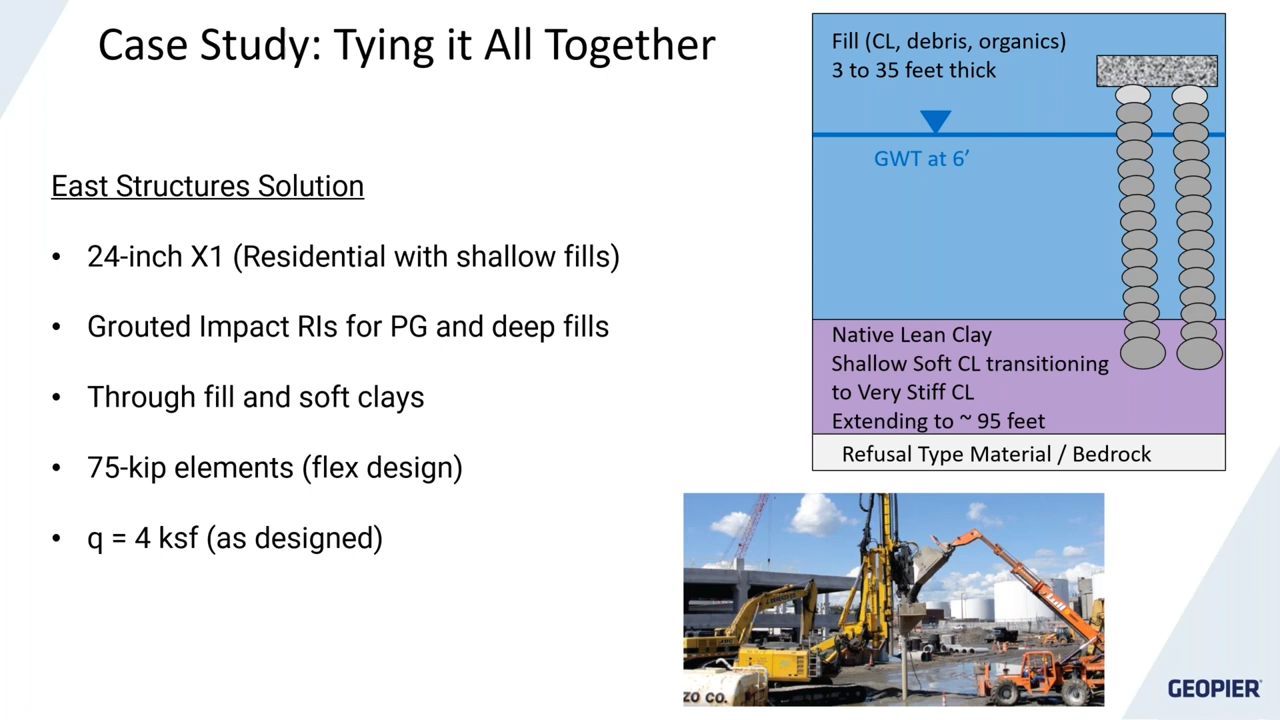 Case Study: Tying it All Together
East Structures Solution
• 24-inch X1 (Residential with shallow fills)
• Grouted Impact RIs for PG and deep fills
• Through fill and soft clays
• 75-kip elements (flex design)
• q = 4 ksf (as designed)
Fill (CL, debris, organics)
3 to 35 feet thick
GWT at 6’
Native Lean Clay
Shallow Soft CL transitioning
to Very Stiff CL
Extending to ~ 95 feet
Refusal Type Material / Bedrock
ZO CO.
GEOPIER®